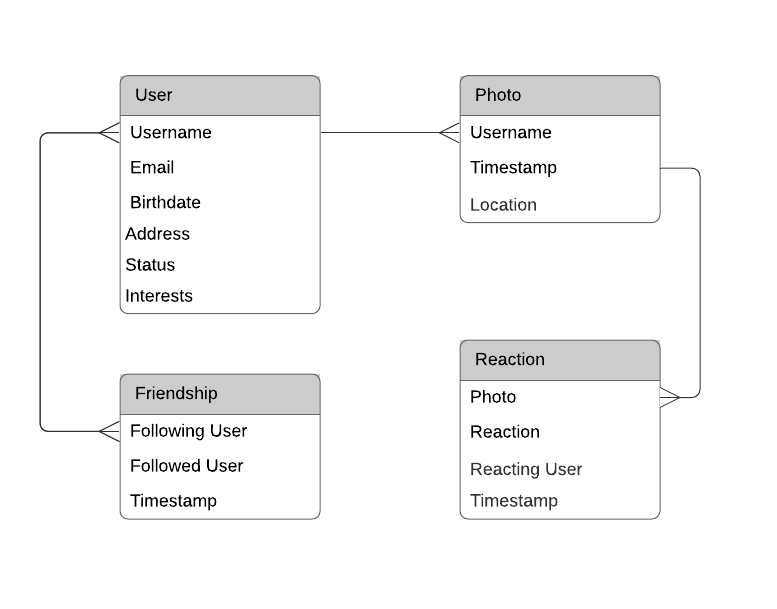 User
Username
Email
Birthdate
Address
Status
Interests
Photo
Username
Timestamp
Location
Friendship
Following User
Followed User
Timestamp
Reaction
Photo
Reaction
Reacting User
Timestamp